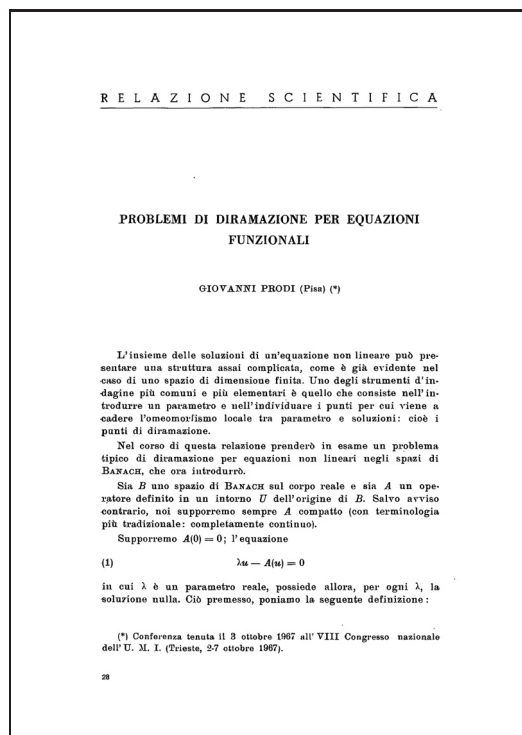 RELAZIONE SCIENTIFICA
PROBLEMI DI DIRAMAZIONE PER EQUAZIONI
FUNZIONALI
GIOVANNI PRODI (Pisa) (*)
L'insieme delle soluzioni di un'equazione non lineare può pre-
sentare una struttura assai complicata, come è già evidente nel
caso di uno spazio di dimensione finita. Uno degli strumenti d'in-
dagine più comuni e più elementari è quello che consiste nell'in-
trodurre un parametro e nell'individuare i punti per cui viene a
cadere l'omeomorfismo locale tra parametro e soluzioni: cioè i
punti di diramazione.
Nel corso di questa relazione prenderò in esame un problema
tipico di diramazione per equazioni non lineari negli spazi di
BANACH, che ora introdurrò.
Sia B uno spazio di BANACH sul corpo reale e sia A un ope-
ratore definito in un intorno U dell'origine di B. Salvo avviso
contrario, noi supporremo sempre A compatto (con terminologia
più tradizionale: completamente continuo).
Supporremo A(0) = 0; l'equazione
(1) λu — A(u) = 0
in cui λ è un parametro reale, possiede allora, per ogni λ, la
soluzione nulla. Ciò premesso, poniamo la seguente definizione:
(*) Conferenza tenuta il 3 ottobre 1967 all'VIII Congresso nazionale
dell'U. M. I. (Trieste, 2-7 ottobre 1967).
28